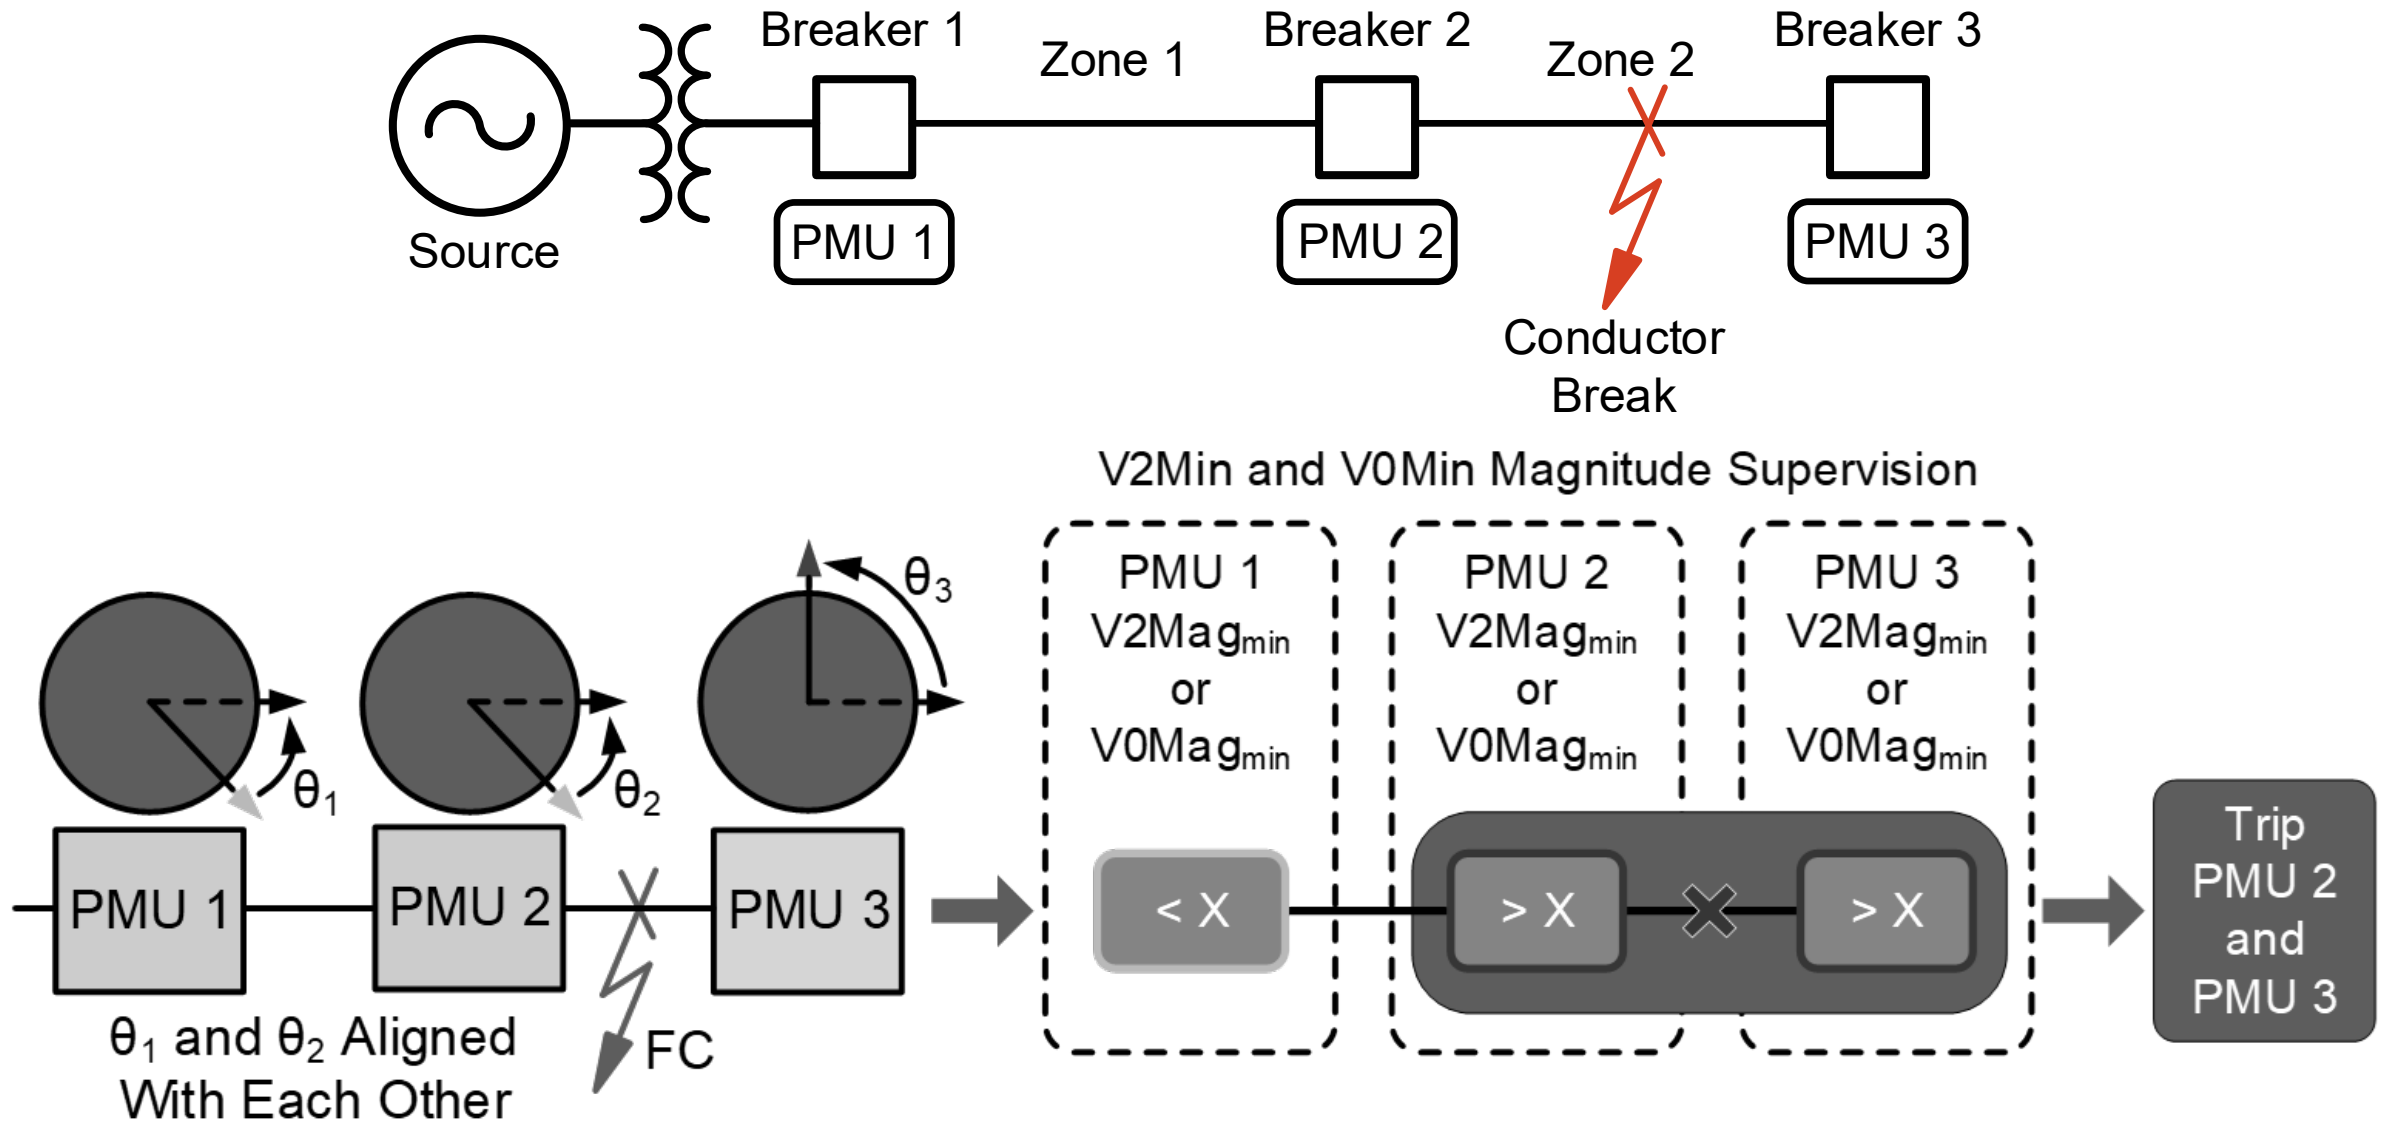 Breaker 1
Zone 1
Breaker 2
Zone 2
Breaker 3
Source
PMU 1
PMU 2
PMU 3
Conductor
Break
V2Min and V0Min Magnitude Supervision
θ1
θ2
θ3
PMU 1
PMU 2
PMU 3
θ1 and θ2 Aligned
With Each Other
FC
PMU 1
V2Magmin
or
V0Magmin
< X
PMU 2
V2Magmin
or
V0Magmin
> X
PMU 3
V2Magmin
or
V0Magmin
> X
Trip
PMU 2
and
PMU 3